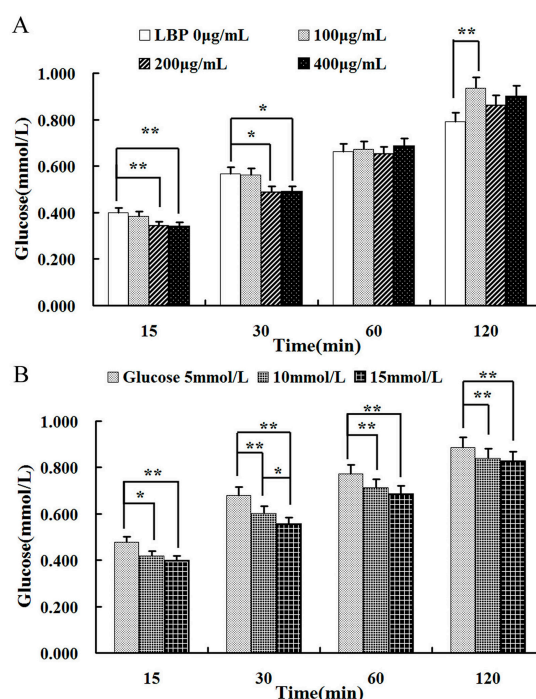 A
LBP 0μg/mL 100μg/mL
200μg/mL 400μg/mL
Glucose(mmol/L)
1.000
0.800
0.600
0.400
0.200
0.000
** ** * * **
15 30 60 120
Time(min)
B
Glucose 5mmol/L 10mmol/L 15mmol/L
Glucose(mmol/L)
1.000
0.800
0.600
0.400
0.200
0.000
** * ** ** * ** ** ** **
15 30 60 120
Time(min)